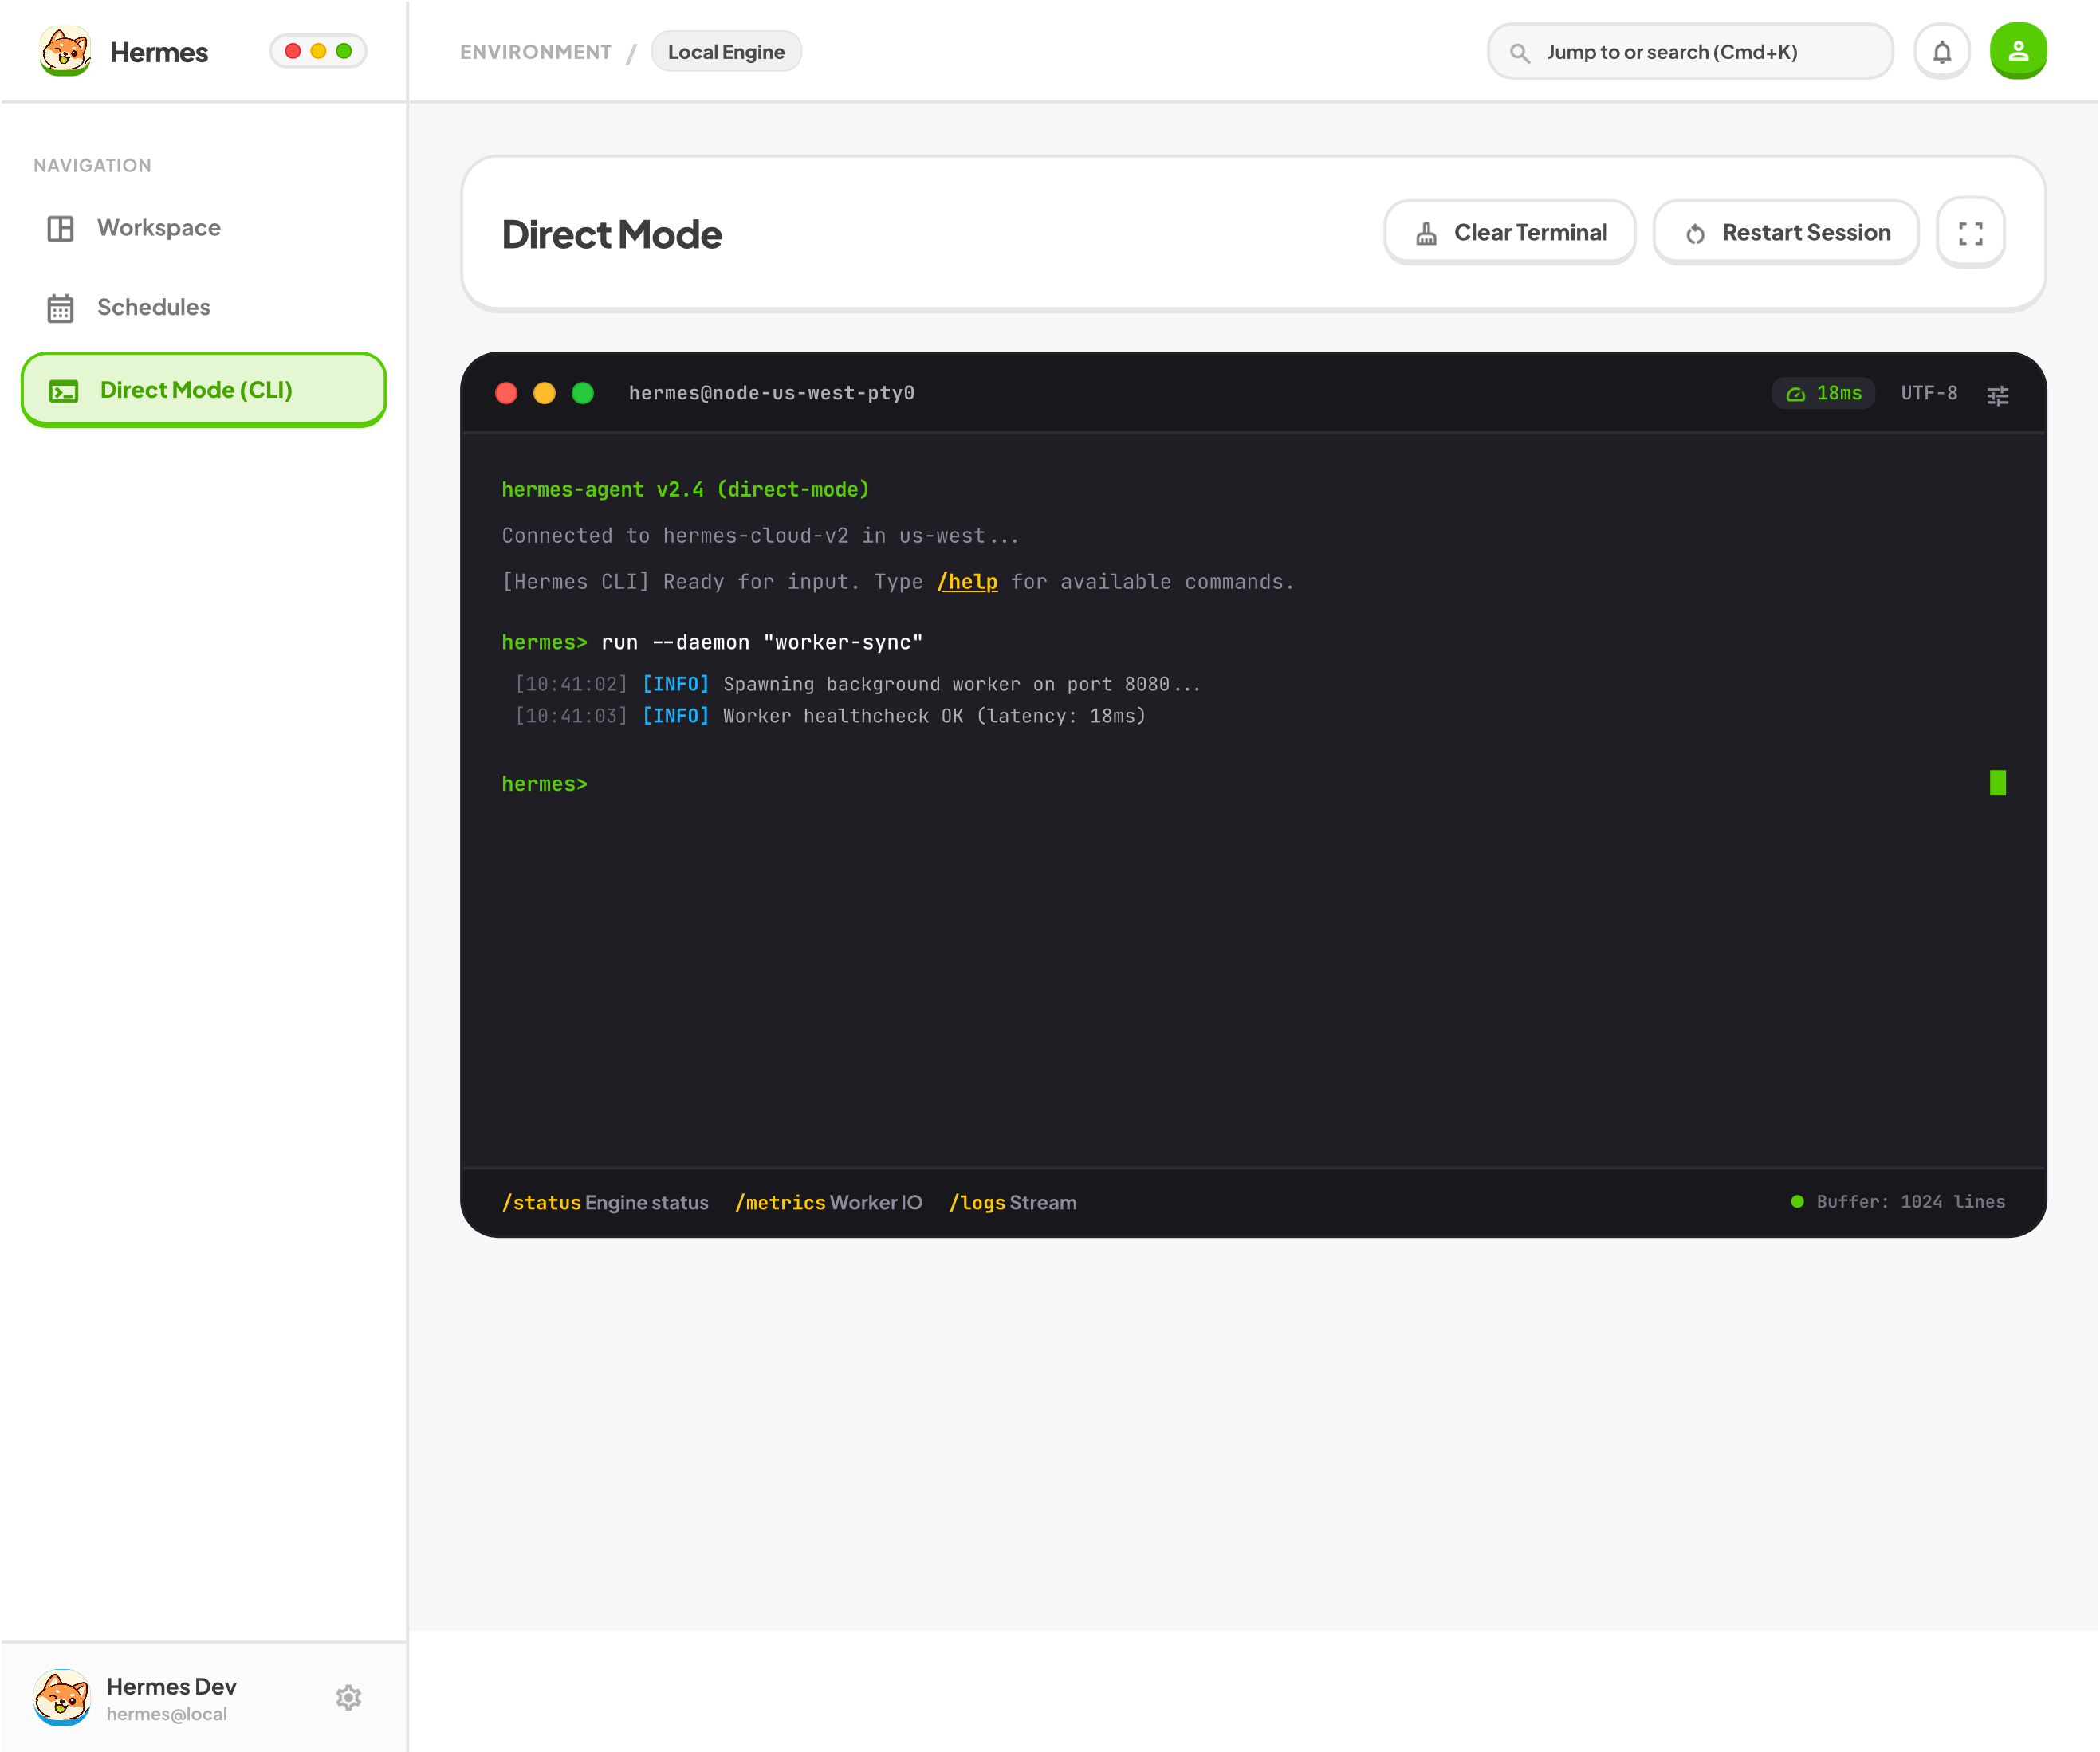 Hermes
ENVIRONMENT / Local Engine
Jump to or search (Cmd+K)
NAVIGATION
Workspace
Schedules
Direct Mode (CLI)
Direct Mode
Clear Terminal
Restart Session
hermes@node-us-west-pty0
18ms
UTF-8
hermes-agent v2.4 (direct-mode)
Connected to hermes-cloud-v2 in us-west...
[Hermes CLI] Ready for input. Type /help for available commands.
hermes> run --daemon "worker-sync"
[10:41:02] [INFO] Spawning background worker on port 8080...
[10:41:03] [INFO] Worker healthcheck OK (latency: 18ms)
hermes>
/status Engine status /metrics Worker IO /logs Stream
Buffer: 1024 lines
Hermes Dev
hermes@local